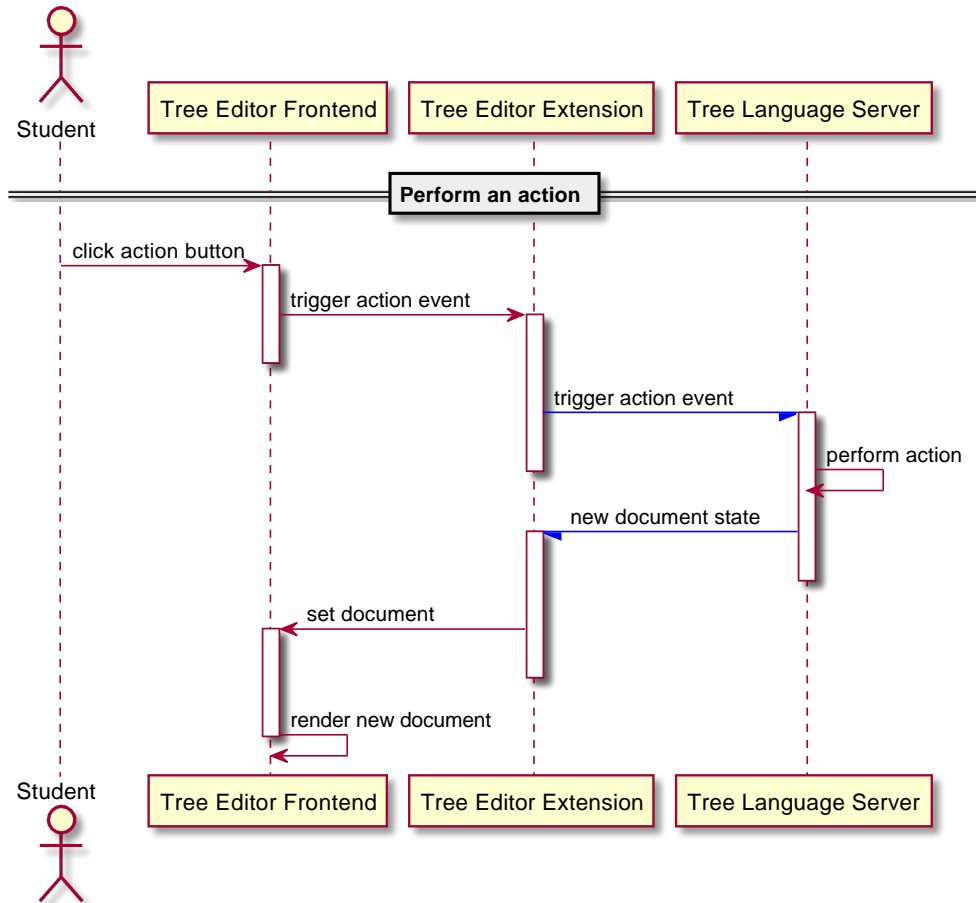 Student
Tree Editor Frontend
Tree Editor Extension
Tree Language Server
Perform an action
click action button
trigger action event
trigger action event
perform action
new document state
set document
render new document
Student
Tree Editor Frontend
Tree Editor Extension
Tree Language Server